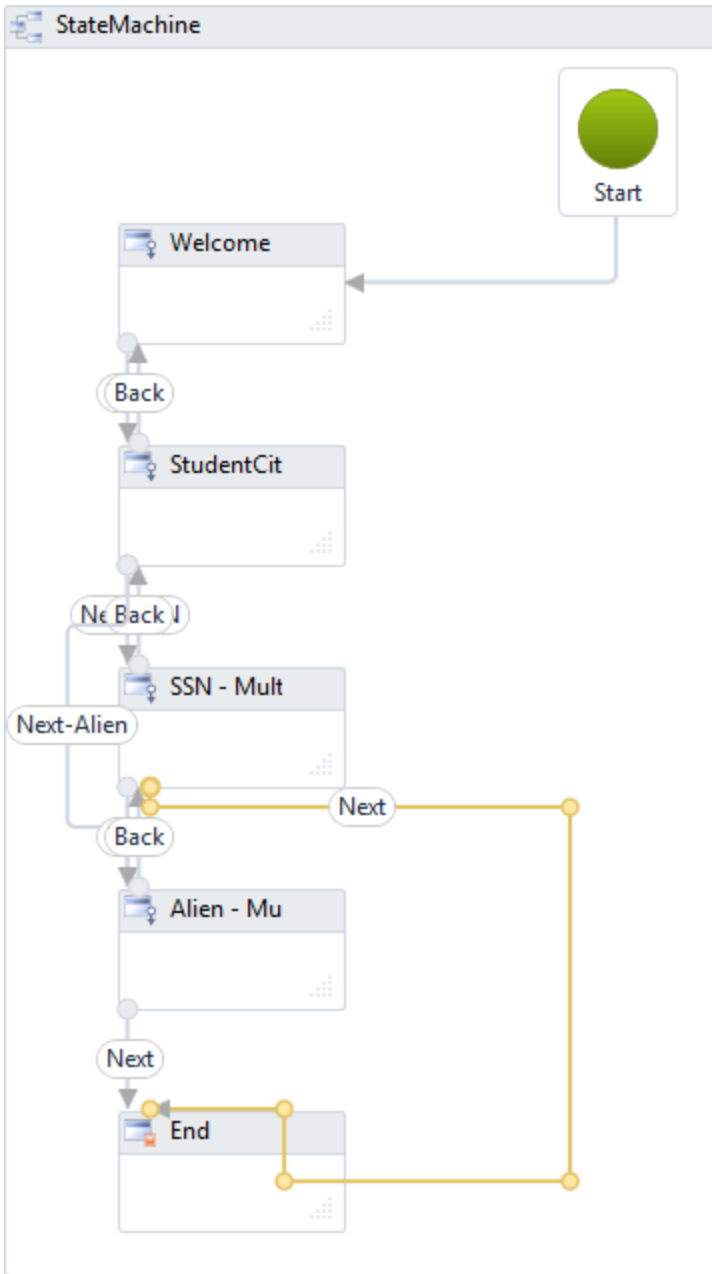 StateMachine
Start
Welcome
Back
StudentCit
Back
SSN - Mult
Next-Alien
Next
Back
Alien - Mu
Next
End